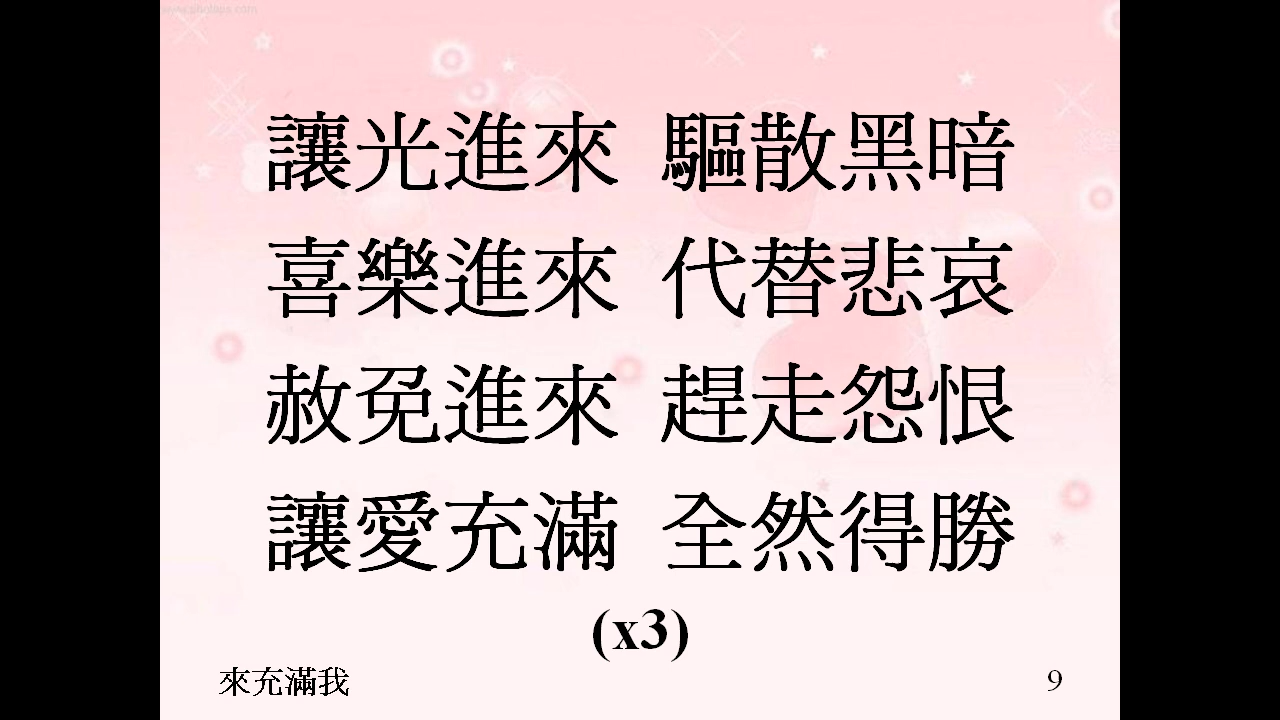 讓光進來 驅散黑暗
喜樂進來 代替悲哀
赦免進來 趕走怨恨
讓愛充滿 全然得勝
(x3)
來充滿我
9